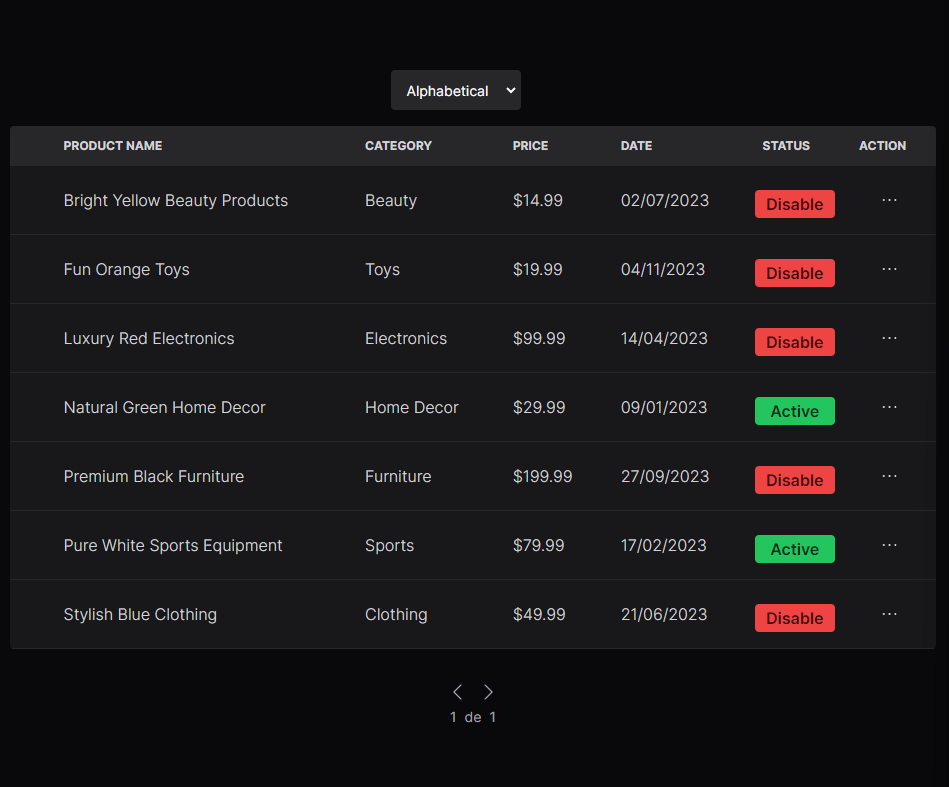 Alphabetical
PRODUCT NAME CATEGORY PRICE DATE STATUS ACTION
Bright Yellow Beauty Products Beauty $14.99 02/07/2023 Disable ...
Fun Orange Toys Toys $19.99 04/11/2023 Disable ...
Luxury Red Electronics Electronics $99.99 14/04/2023 Disable ...
Natural Green Home Decor Home Decor $29.99 09/01/2023 Active ...
Premium Black Furniture Furniture $199.99 27/09/2023 Disable ...
Pure White Sports Equipment Sports $79.99 17/02/2023 Active ...
Stylish Blue Clothing Clothing $49.99 21/06/2023 Disable ...
1 de 1